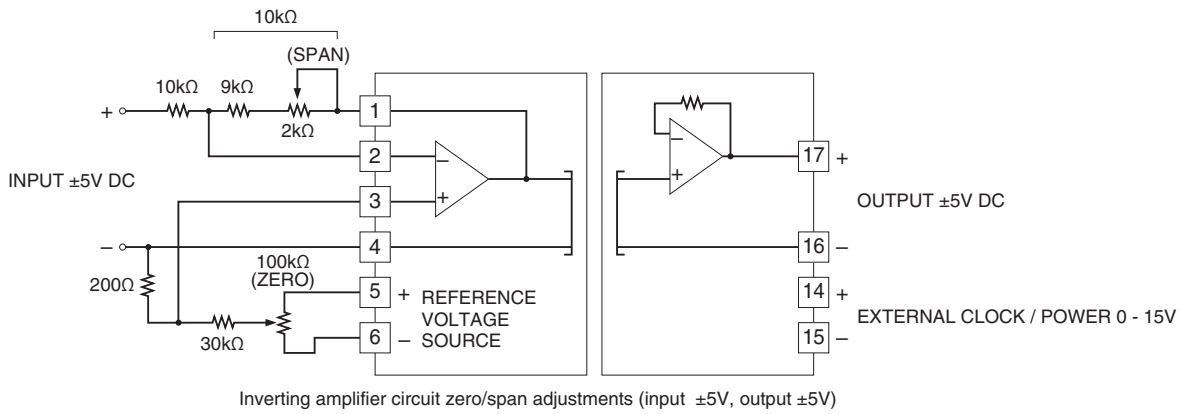 10kΩ
(SPAN)
10kΩ
9kΩ
2kΩ
+
1
2
−
3
+
INPUT ±5V DC
−
4
200Ω
100kΩ
(ZERO)
30kΩ
5
+
6
−
REFERENCE
VOLTAGE
SOURCE
−
+
17
+
OUTPUT ±5V DC
16
−
14
+
EXTERNAL CLOCK / POWER 0 - 15V
15
−
Inverting amplifier circuit zero/span adjustments (input ±5V, output ±5V)